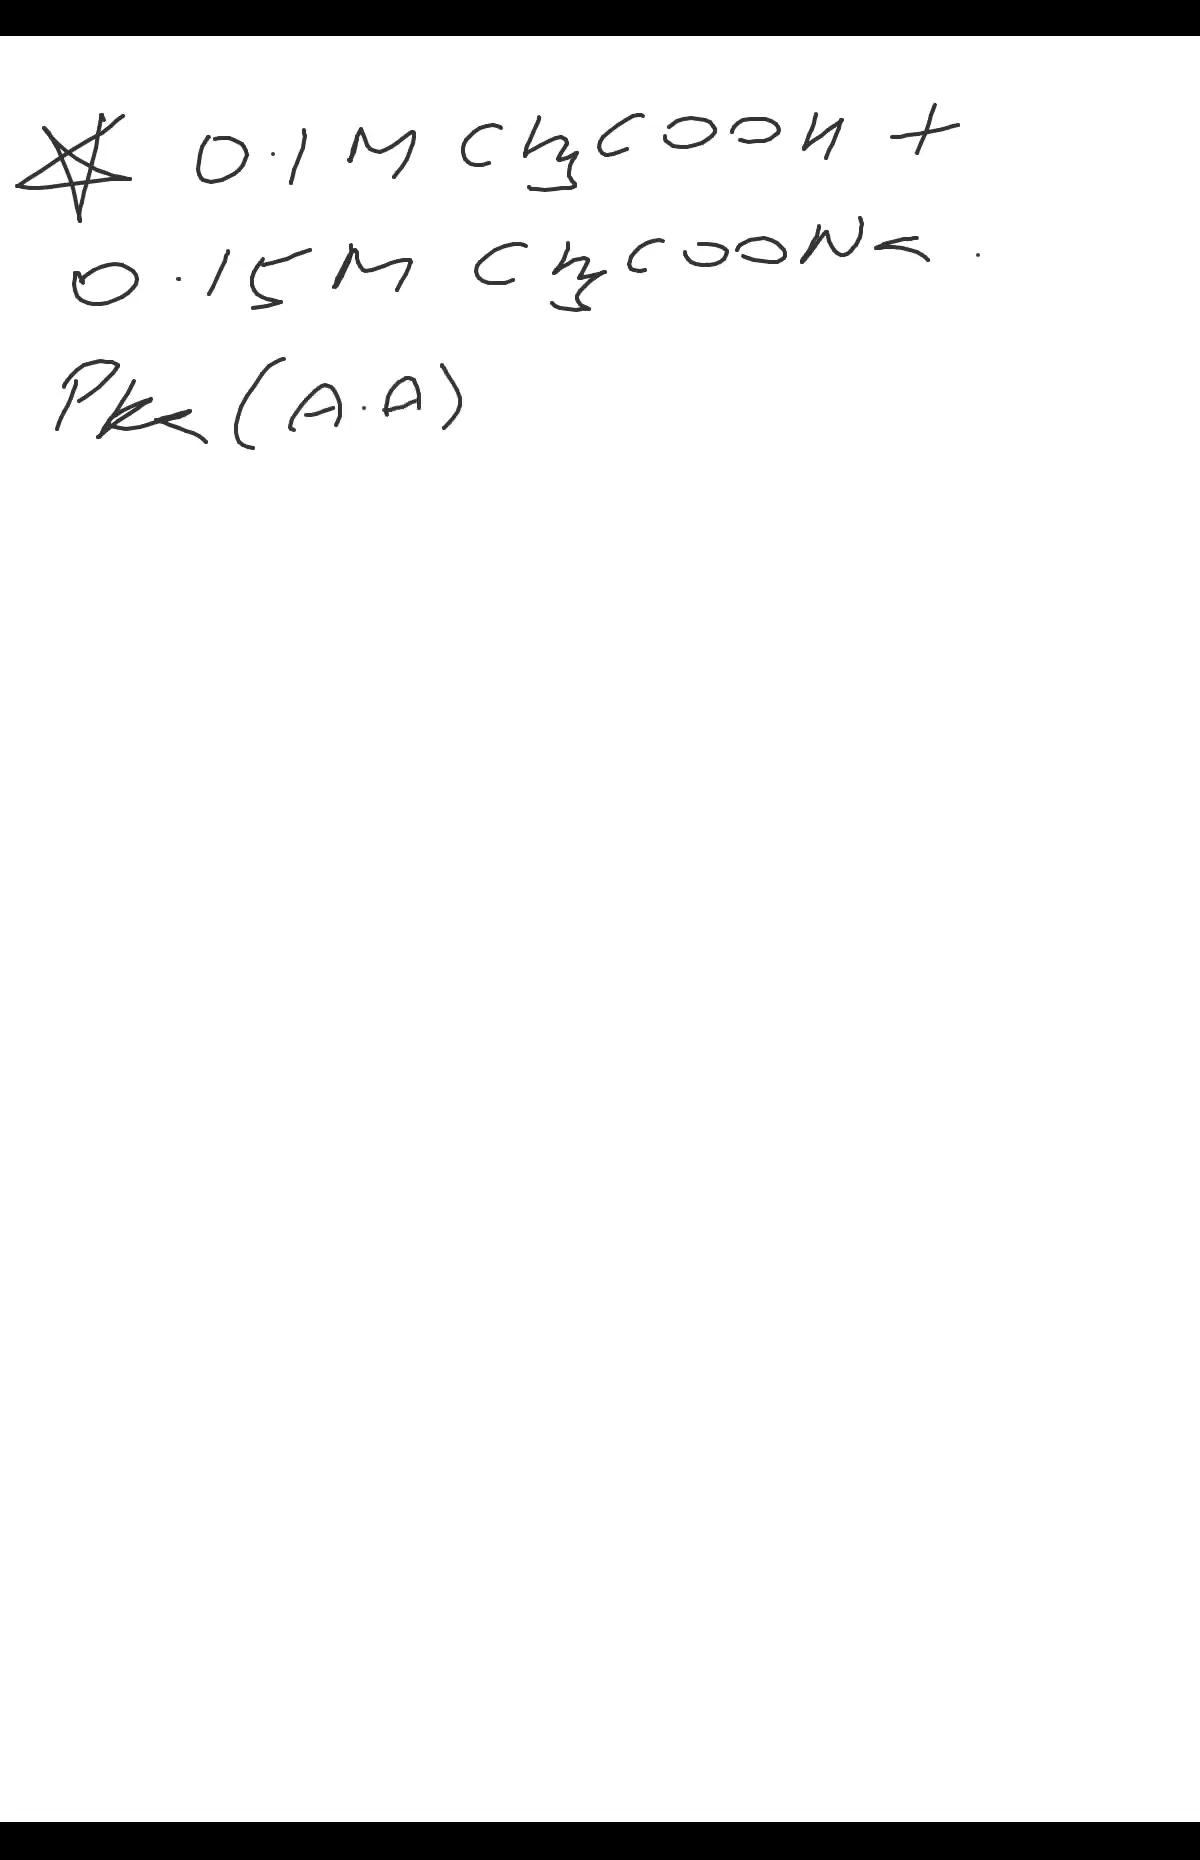 ☆ 0.1 M CH3COOH +
0.15 M CH3COONa.
PKa (A.A)